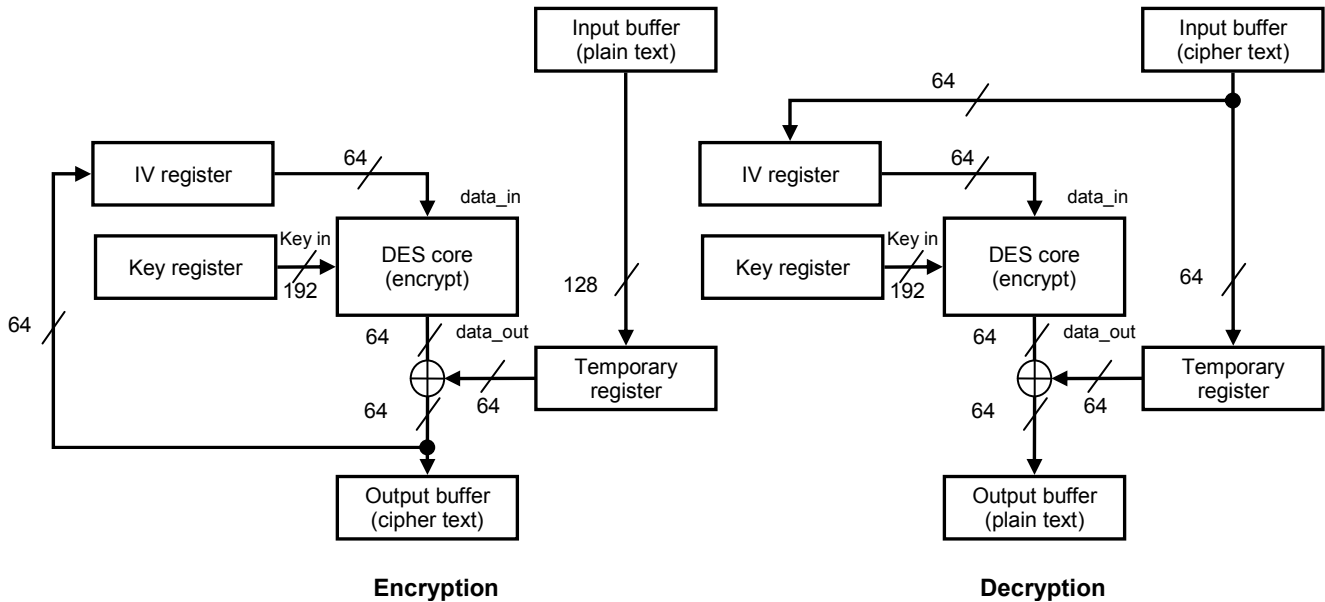 Input buffer
(plain text)
64
IV register
data_in
Key in
Key register
192
DES core
(encrypt)
128
64
64
data_out
Temporary
register
64
64
Output buffer
(cipher text)
Encryption
Input buffer
(cipher text)
64
64
IV register
data_in
Key in
Key register
192
DES core
(encrypt)
64
64
data_out
Temporary
register
64
64
Output buffer
(plain text)
Decryption